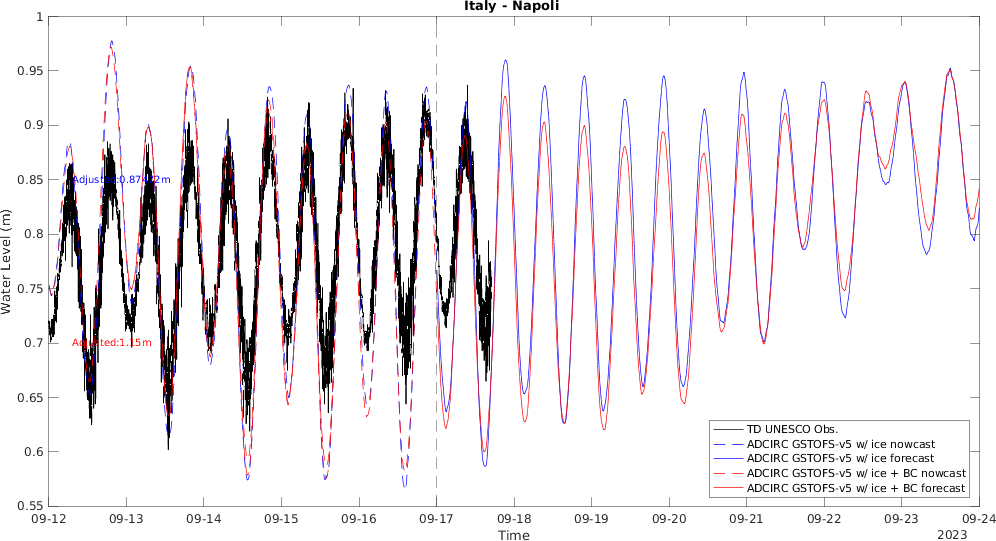 Italy - Napoli
Water Level (m)
1
0.95
0.9
0.85
0.8
0.75
0.7
0.65
0.6
0.55
Adjusted:1.15m
TD UNESCO Obs.
ADCIRC GSTOFS-v5 w/ ice nowcast
ADCIRC GSTOFS-v5 w/ ice forecast
ADCIRC GSTOFS-v5 w/ ice + BC nowcast
ADCIRC GSTOFS-v5 w/ ice + BC forecast
09-12 09-13 09-14 09-15 09-16 09-17 09-18 09-19 09-20 09-21 09-22 09-23 09-24
Time
2023